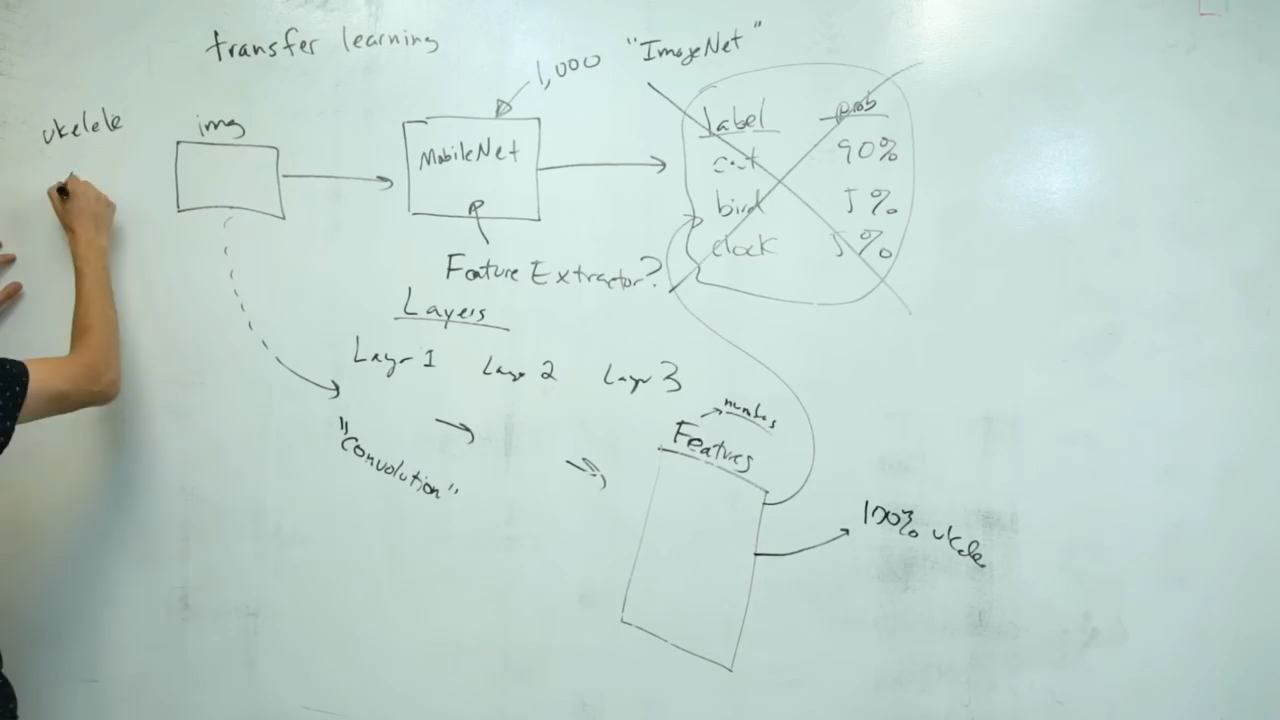 transfer learning
1,000 "ImageNet"
ukelele
img
MobileNet
label prob
cat 90%
bird 5%
clock 5%
Feature Extractor?
Layers
Layer 1 Layer 2 Layer 3
"convolution"
numbers
Features
100% ukele